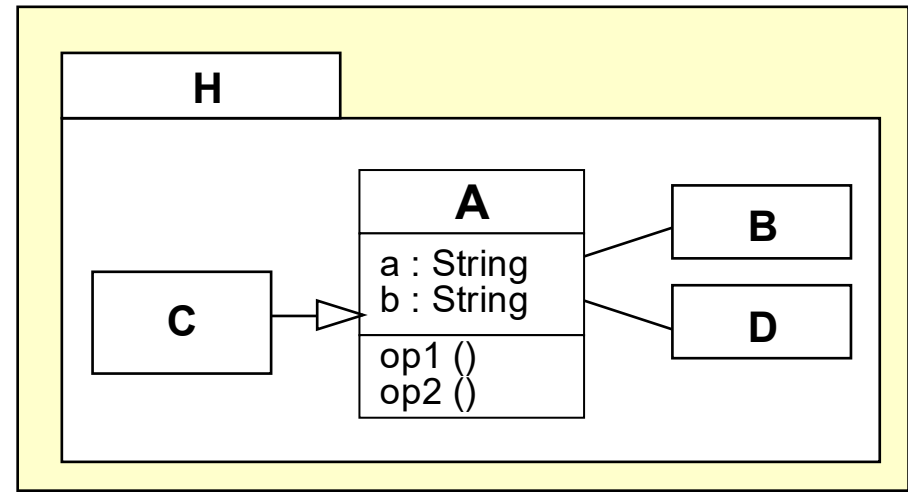 H
A
a : String
b : String
op1 ()
op2 ()
C
B
D